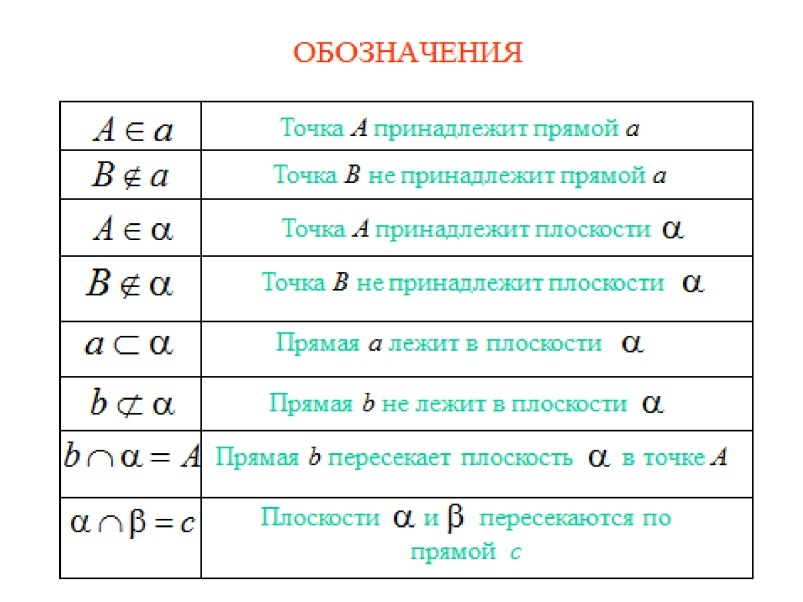 ОБОЗНАЧЕНИЯ
A ∈ a Точка A принадлежит прямой a
B ∉ a Точка B не принадлежит прямой a
A ∈ α Точка A принадлежит плоскости α
B ∉ α Точка B не принадлежит плоскости α
a ⊂ α Прямая a лежит в плоскости α
b ⊄ α Прямая b не лежит в плоскости α
b ∩ α = A Прямая b пересекает плоскость α в точке A
α ∩ β = c Плоскости α и β пересекаются по
прямой c